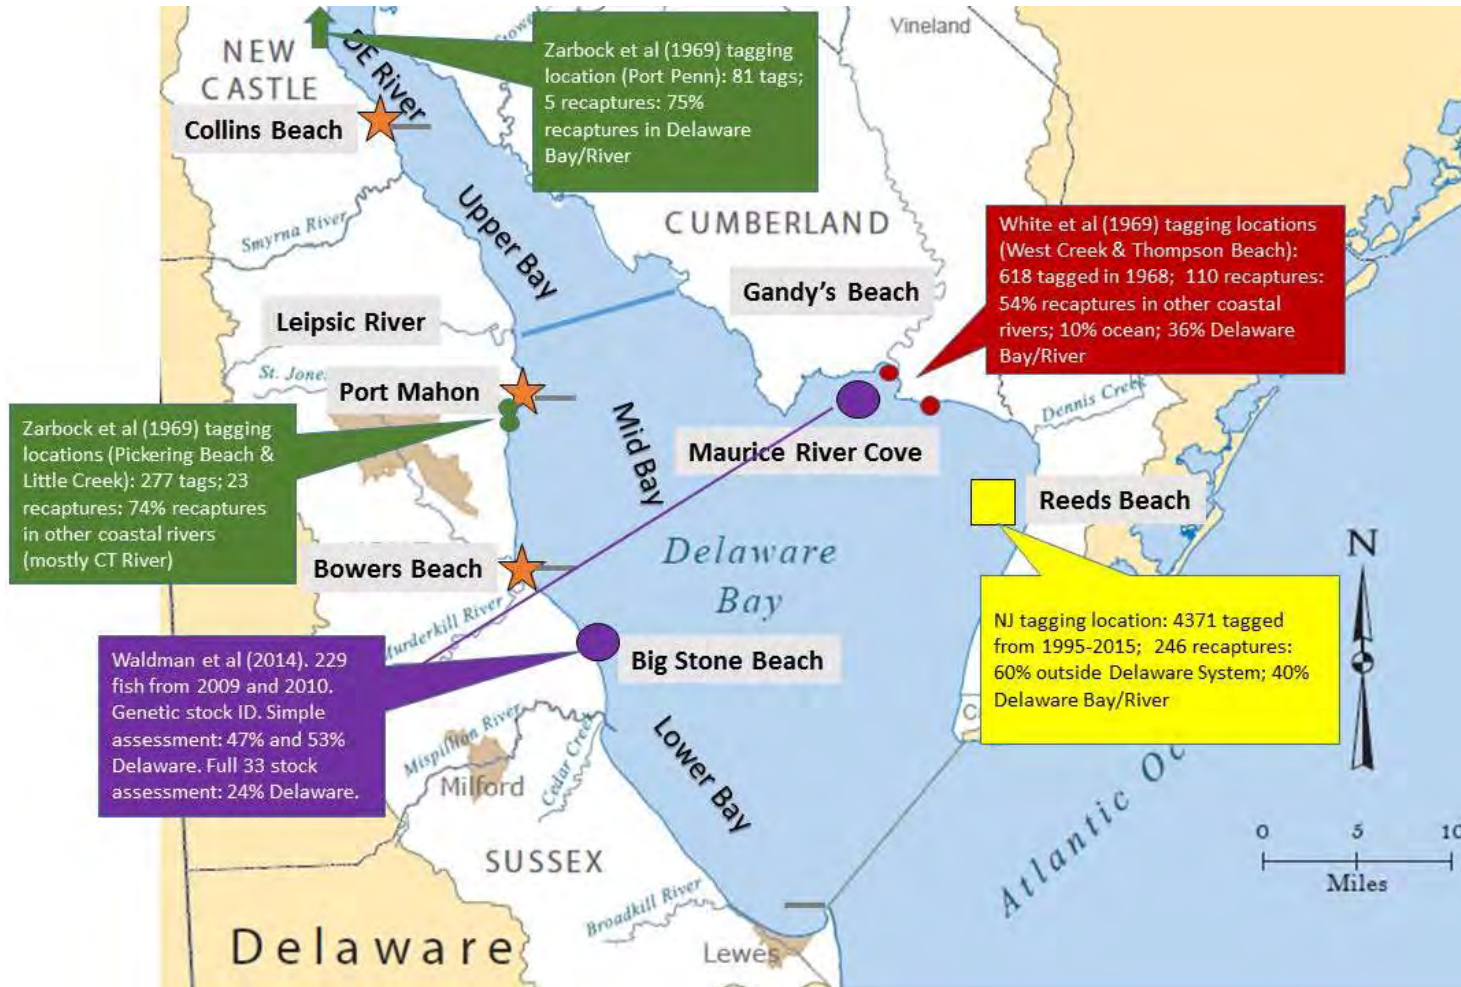 NEW
CASTLE
DE River
Vineland
Zarbock et al (1969) tagging
location (Port Penn): 81 tags;
5 recaptures: 75%
recaptures in Delaware
Bay/River
Collins Beach
Smyrna River
Upper Bay
CUMBERLAND
White et al (1969) tagging locations
(West Creek & Thompson Beach):
618 tagged in 1968; 110 recaptures:
54% recaptures in other coastal
rivers; 10% ocean; 36% Delaware
Bay/River
Gandy's Beach
Leipsic River
St. Jone
Port Mahon
Dennis Creek
Zarbock et al (1969) tagging
locations (Pickering Beach &
Little Creek): 277 tags; 23
recaptures: 74% recaptures
in other coastal rivers
(mostly CT River)
Mid Bay
Maurice River Cove
Reeds Beach
Delaware
Bay
N
Bowers Beach
Murderkill River
NJ tagging location: 4371 tagged
from 1995-2015; 246 recaptures:
60% outside Delaware System; 40%
Delaware Bay/River
Waldman et al (2014). 229
fish from 2009 and 2010.
Genetic stock ID. Simple
assessment: 47% and 53%
Delaware. Full 33 stock
assessment: 24% Delaware.
Big Stone Beach
Mispillion River
Cedar Creek
Milford
Lower Bay
Ca
Atlantic Oc
0 5 10
Miles
SUSSEX
Broadkill River
Delaware
Lewes